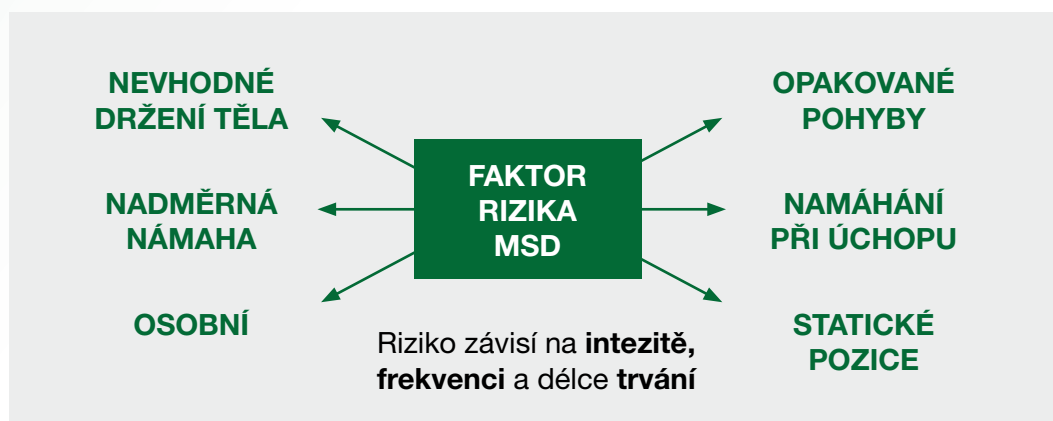 NEVHODNÉ
DRŽENÍ TĚLA
NADMĚRNÁ
NÁMAHA
OSOBNÍ
FAKTOR
RIZIKA
MSD
OPAKOVANÉ
POHYBY
NAMÁHÁNÍ
PŘI ÚCHOPU
STATICKÉ
POZICE
Riziko závisí na intezitě,
frekvenci a délce trvání